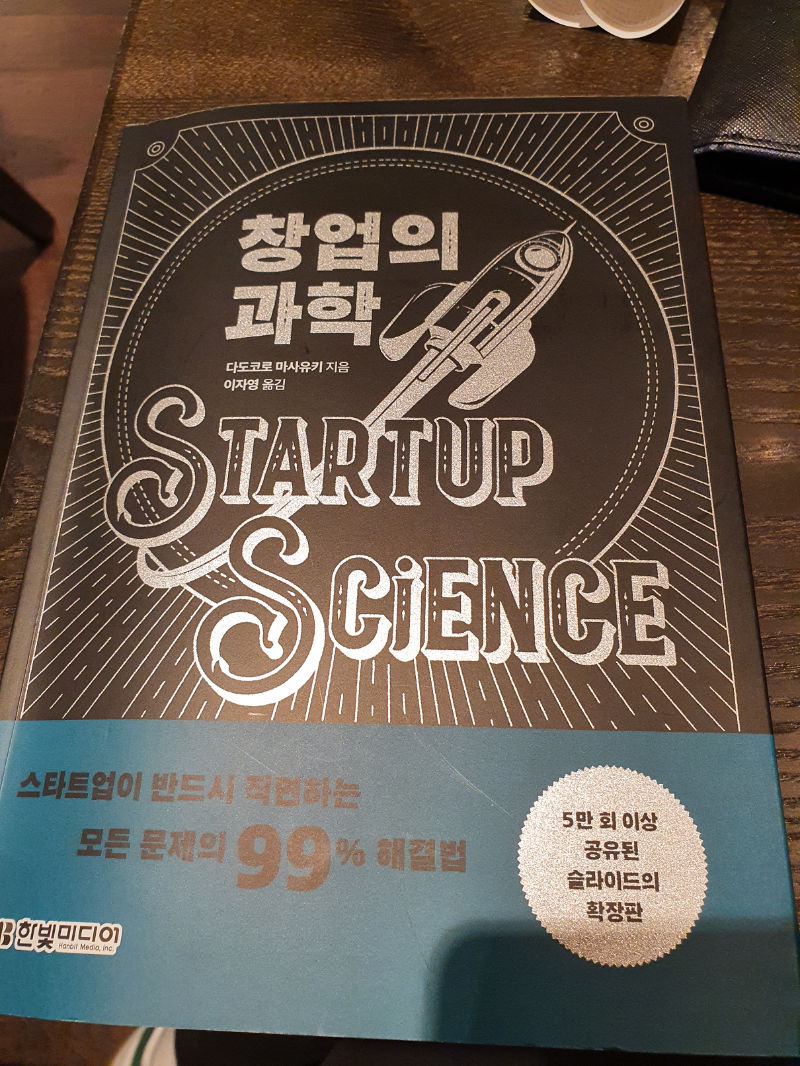 창업의
과학
다도코로 마사유키 지음
이자영 옮김
STARTUP
SCiENCE
스타트업이 반드시 직면하는
모든 문제의 99% 해결법
5만 회 이상
공유된
슬라이드의
확장판
한빛미디어
Hanbit Media, Inc.